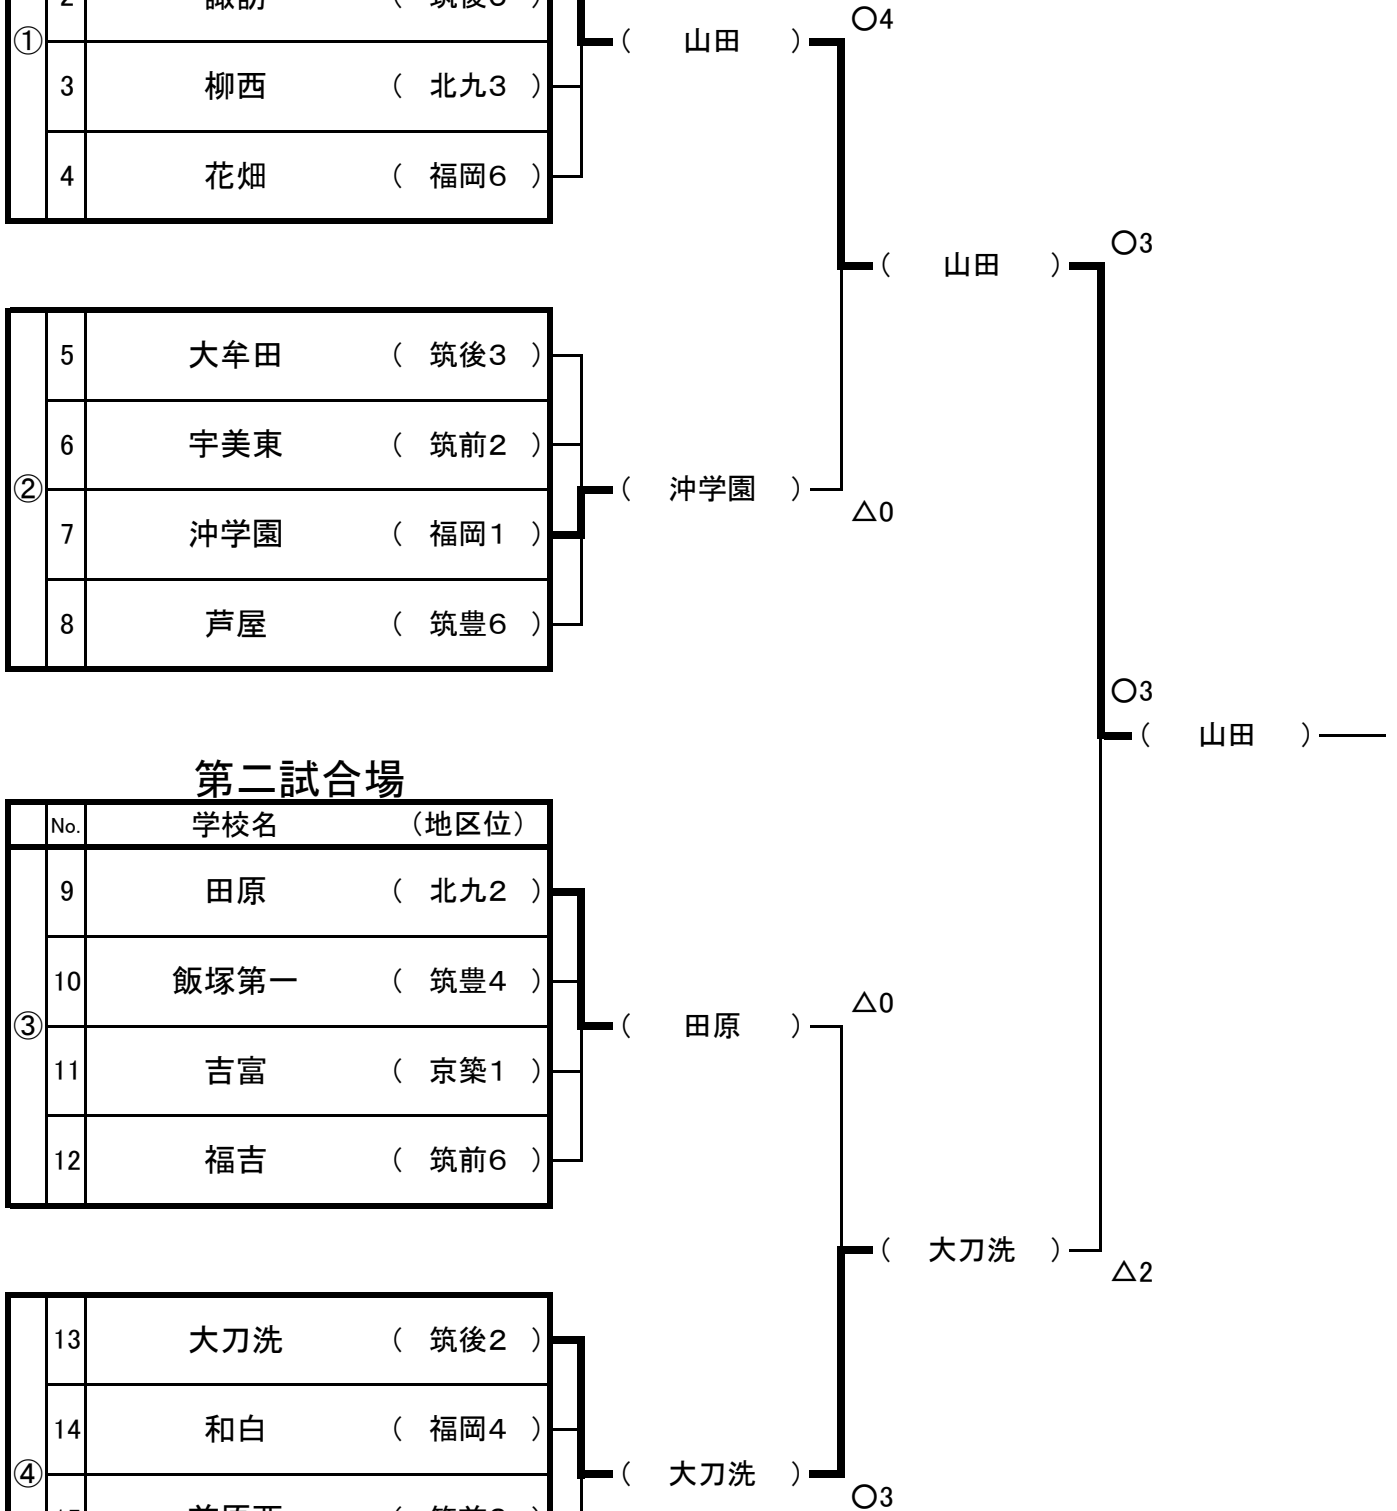 ○4
①
( 山田 )
3 柳西 ( 北九3 )
4 花畑 ( 福岡6 )
○3
( 山田 )
5 大牟田 ( 筑後3 )
6 宇美東 ( 筑前2 )
②
( 沖学園 )
△0
7 沖学園 ( 福岡1 )
8 芦屋 ( 筑豊6 )
○3
( 山田 )
第二試合場
No. 学校名 (地区位)
9 田原 ( 北九2 )
10 飯塚第一 ( 筑豊4 )
△0
③
( 田原 )
11 吉富 ( 京築1 )
12 福吉 ( 筑前6 )
( 大刀洗 )
△2
13 大刀洗 ( 筑後2 )
14 和白 ( 福岡4 )
④
( 大刀洗 )
○3